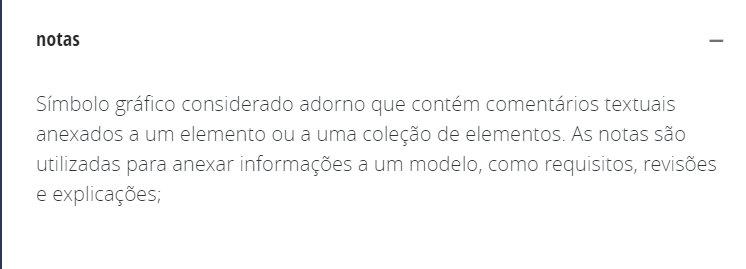 notas
Símbolo gráfico considerado adorno que contém comentários textuais
anexados a um elemento ou a uma coleção de elementos. As notas são
utilizadas para anexar informações a um modelo, como requisitos, revisões
e explicações;